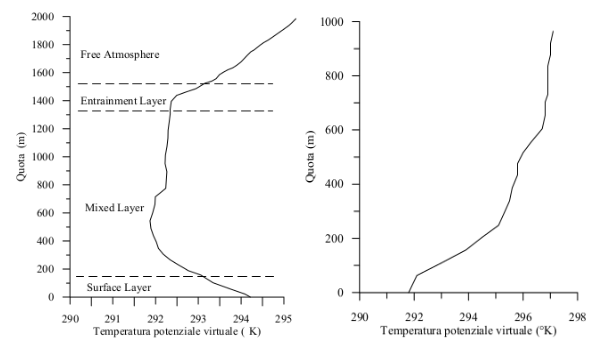 2000
1800
1600
1400
1200
1000
800
600
400
200
0
Quota (m)
Free Atmosphere
Entrainment Layer
Mixed Layer
Surface Layer
290 291 292 293 294 295
Temperatura potenziale virtuale ( K)
1000
800
600
400
200
0
Quota (m)
290 292 294 296 298
Temperatura potenziale virtuale (°K)